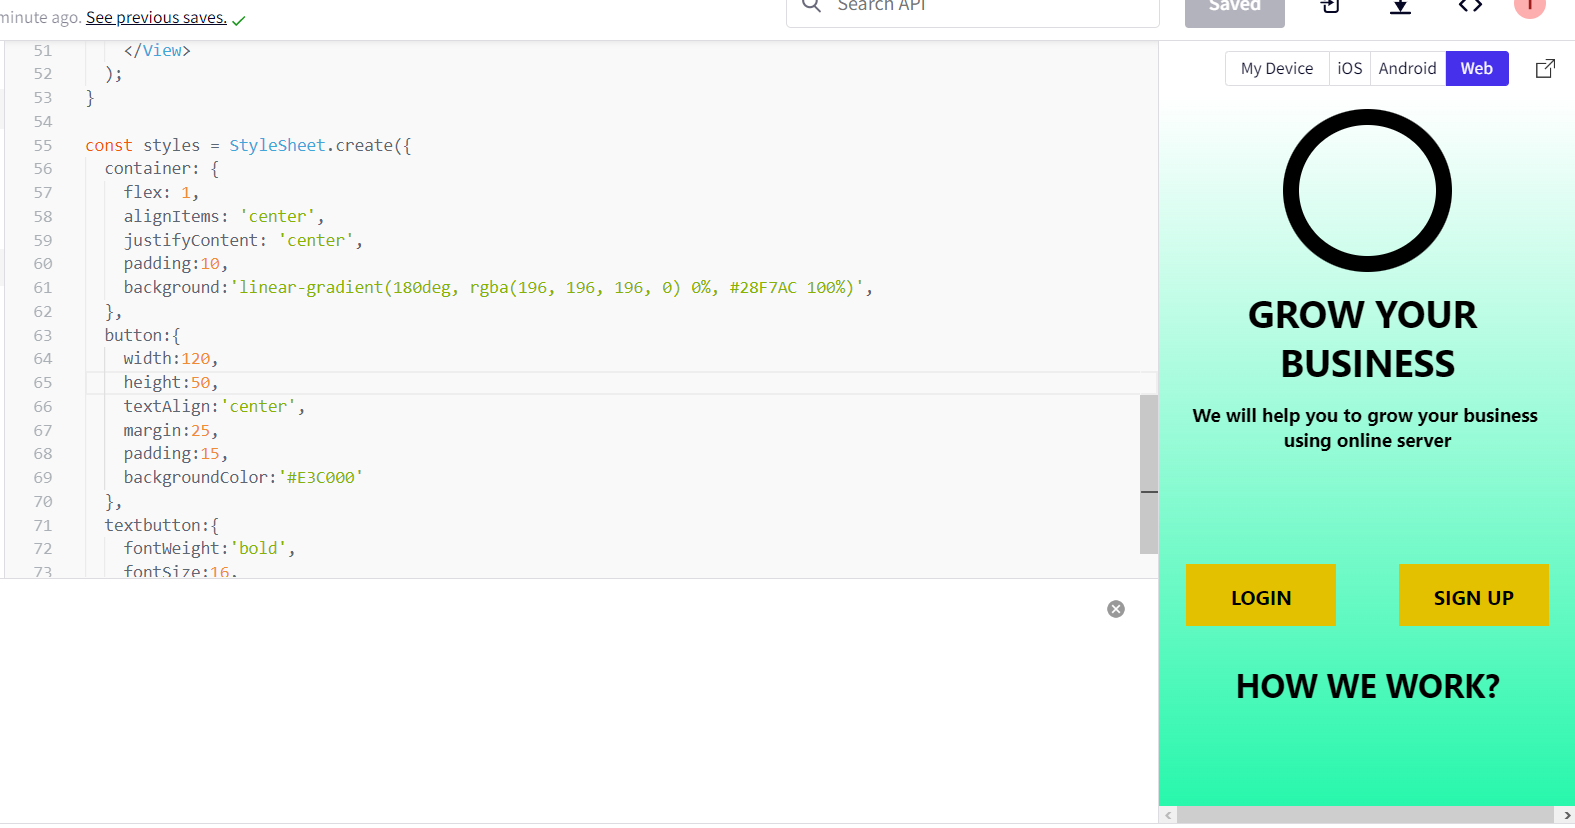 minute ago. See previous saves.
Search API
Saved
51 </View>
52 );
53 }
54
55 const styles = StyleSheet.create({
56 container: {
57 flex: 1,
58 alignItems: 'center',
59 justifyContent: 'center',
60 padding:10,
61 background:'linear-gradient(180deg, rgba(196, 196, 196, 0) 0%, #28F7AC 100%)',
62 },
63 button:{
64 width:120,
65 height:50,
66 textAlign:'center',
67 margin:25,
68 padding:15,
69 backgroundColor:'#E3C000'
70 },
71 textbutton:{
72 fontWeight:'bold',
73 fontSize:16,
My Device iOS Android Web
GROW YOUR
BUSINESS
We will help you to grow your business
using online server
LOGIN SIGN UP
HOW WE WORK?